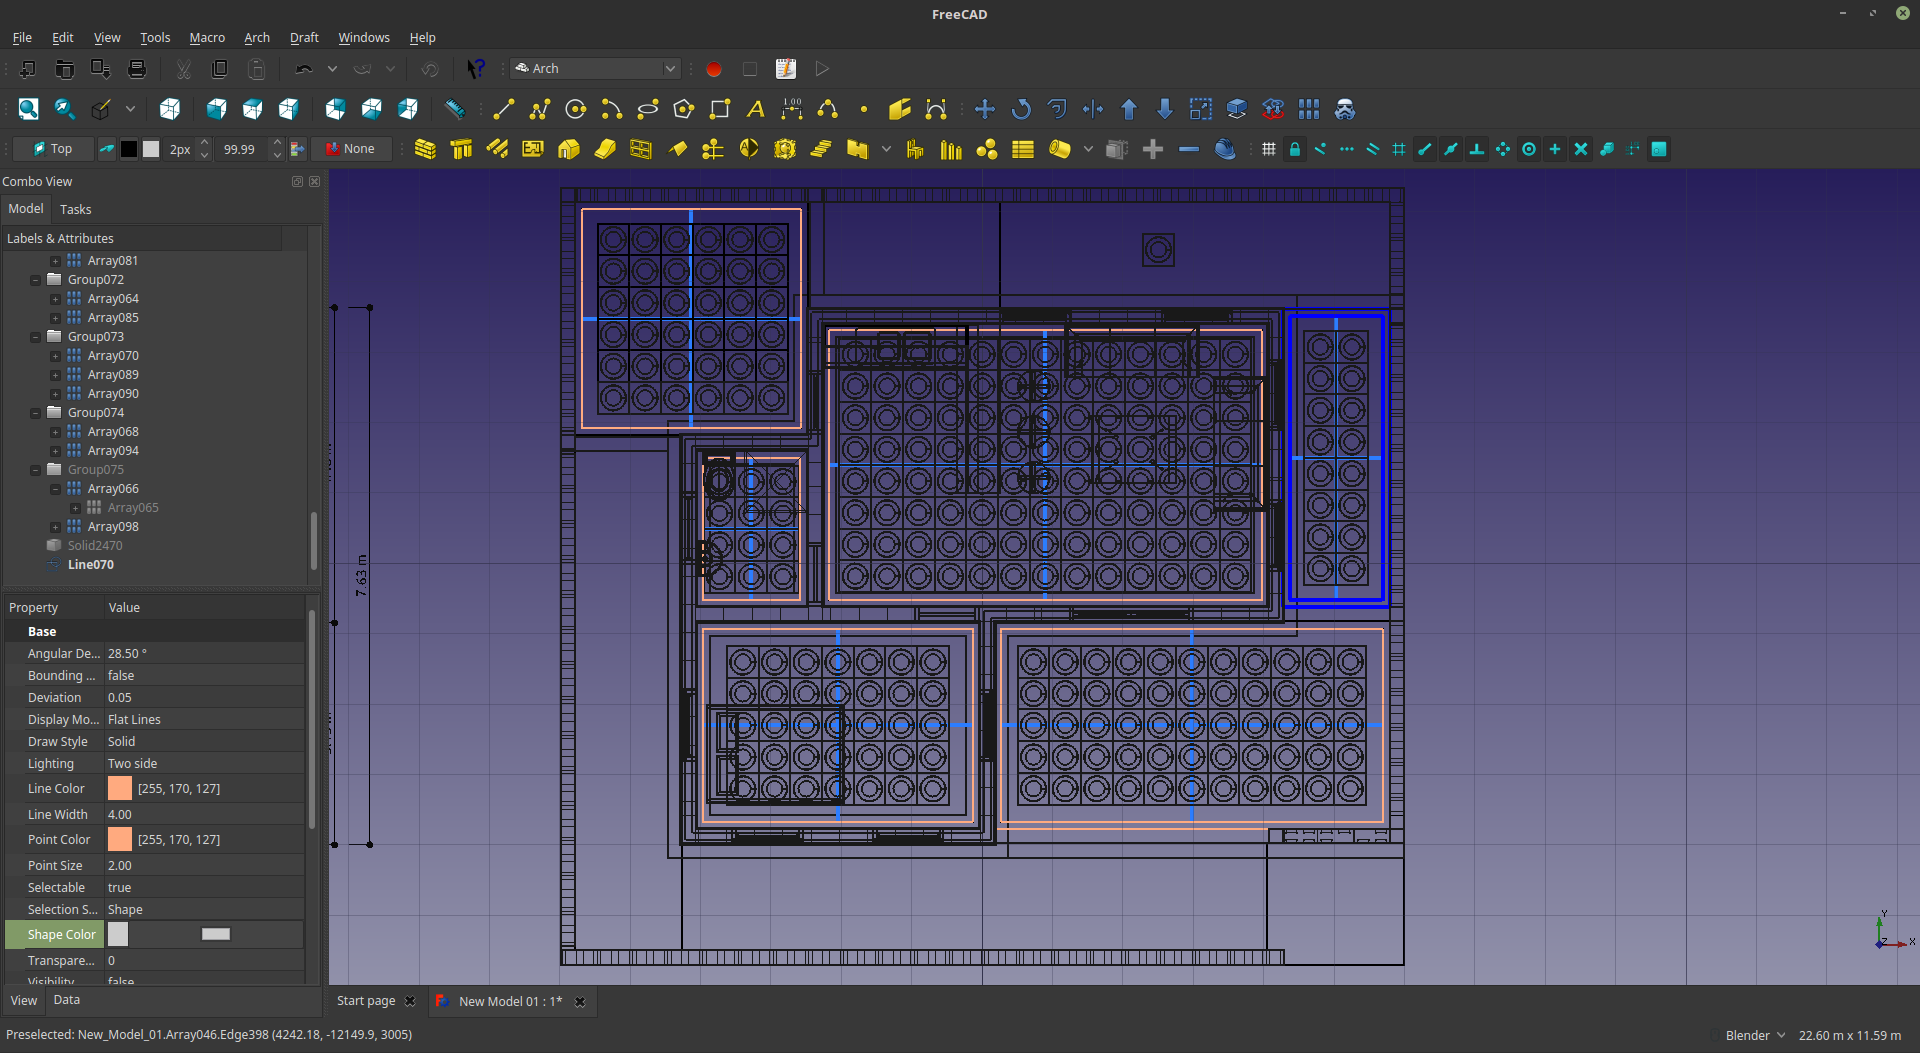 FreeCAD
File Edit View Tools Macro Arch Draft Windows Help
Arch
1.00
Top 2px 99.99 None
Combo View
Model Tasks
Labels & Attributes
Array081
Group072
Array064
Array085
Group073
Array070
Array089
Array090
Group074
Array068
Array094
Group075
Array066
Array065
Array098
Solid2470
Line070
7.63 m
Property Value
Base
Angular De... 28.50 °
Bounding ... false
Deviation 0.05
Display Mo... Flat Lines
Draw Style Solid
Lighting Two side
Line Color [255, 170, 127]
Line Width 4.00
Point Color [255, 170, 127]
Point Size 2.00
Selectable true
Selection S... Shape
Shape Color
Transpare... 0
Visibility false
View Data
Start page New Model 01 : 1*
Y
Z X
Preselected: New_Model_01.Array046.Edge398 (4242.18, -12149.9, 3005)
Blender 22.60 m x 11.59 m